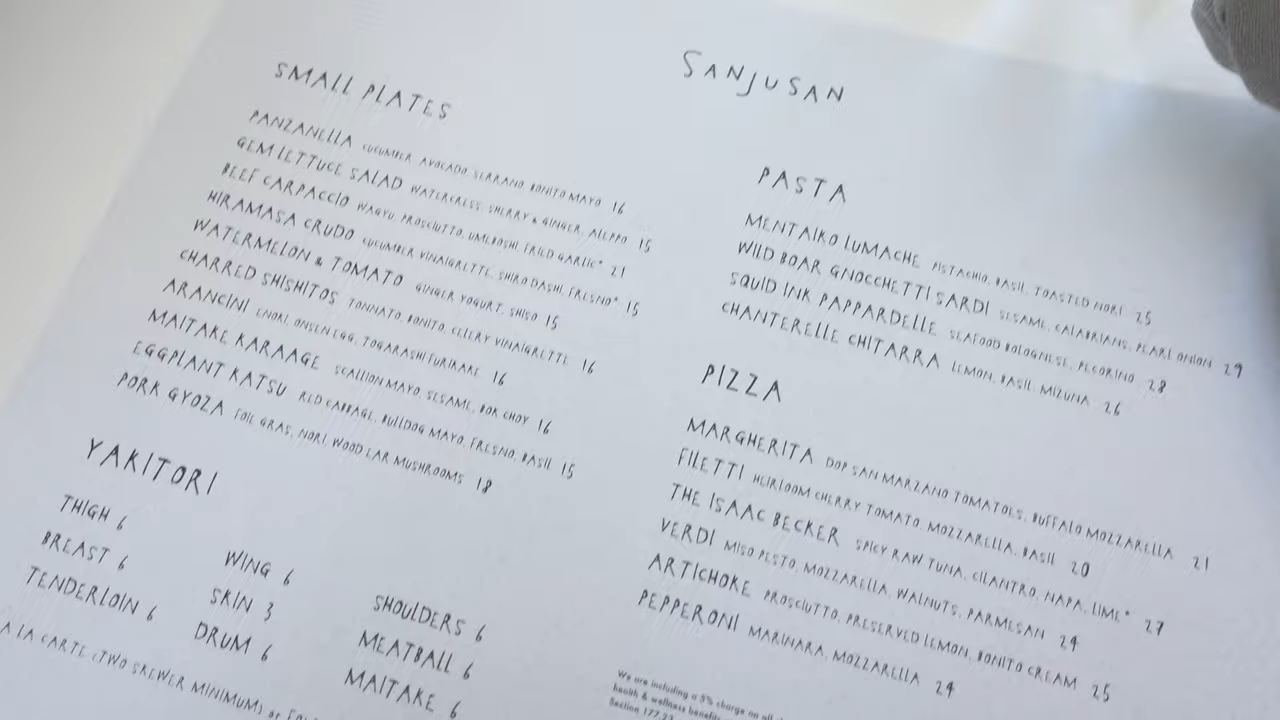 SANJUSAN
SMALL PLATES
PANZANELLA CUCUMBER, AVOCADO, SERRANO, BONITO MAYO 16
GEM LETTUCE SALAD WATERCRESS, SHERRY & GINGER, ALEPPO 15
BEEF CARPACCIO WAGYU, PROSCIUTTO, UMEBOSHI, FRIED GARLIC* 21
HIRAMASA CRUDO CUCUMBER VINAIGRETTE, SHIRO DASHI, FRESNO* 15
WATERMELON & TOMATO GINGER YOGURT, SHISO 15
CHARRED SHISHITOS TONNATO, BONITO, CELERY VINAIGRETTE 16
ARANCINI ENOKI, ONSEN EGG, TOGARASHI FURIKAKE 16
MAITAKE KARAAGE SCALLION MAYO, SESAME, BOK CHOY 16
EGGPLANT KATSU RED CABBAGE, BULLDOG MAYO, FRESNO, BASIL 15
PORK GYOZA FOIE GRAS, NORI, WOOD EAR MUSHROOMS 18
YAKITORI
THIGH 6
BREAST 6
TENDERLOIN 6
WING 6
SKIN 3
DRUM 6
SHOULDERS 6
MEATBALL 6
MAITAKE 6
A LA CARTE (TWO SKEWER MINIMUM) or
PASTA
MENTAIKO LUMACHE PISTACHIO, BASIL, TOASTED NORI 25
WILD BOAR GNOCCHETTI SARDI SESAME, CALABRIANS, PEARL ONION 29
SQUID INK PAPPARDELLE SEAFOOD BOLOGNESE, PECORINO 28
CHANTERELLE CHITARRA LEMON, BASIL, MIZUNA 26
PIZZA
MARGHERITA DOP SAN MARZANO TOMATOES, BUFFALO MOZZARELLA 21
FILETTI HEIRLOOM CHERRY TOMATO, MOZZARELLA, BASIL 20
THE ISAAC BECKER SPICY RAW TUNA, CILANTRO, NAPA, LIME* 27
VERDI MISO PESTO, MOZZARELLA, WALNUTS, PARMESAN 24
ARTICHOKE PROSCIUTTO, PRESERVED LEMON, BONITO CREAM 25
PEPPERONI MARINARA, MOZZARELLA 24
We are including a 5% charge on all
health & wellness benefits
Section 177.23